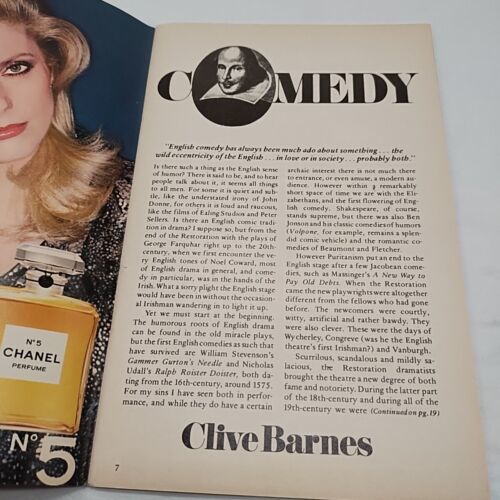 COMEDY
"English comedy has always been much ado about something . . . the
wild eccentricity of the English . . . in love or in society . . . probably both."
Is there such a thing as the English sense
of humor? There is said to be, and to hear
people talk about it, it seems all things
to all men. For some it is quiet and sub-
tle, like the understated irony of John
Donne, for others it is loud and raucous,
like the films of Ealing Studios and Peter
Sellers. Is there an English comic tradi-
tion in drama? I suppose so, but from the
end of the Restoration with the plays of
George Farquhar right up to the 20th-
century, when we first encounter the ve-
ry English tones of Noel Coward, most
of English drama in general, and come-
dy in particular, was in the hands of the
Irish. What a sorry plight the English stage
would have been in without the occasion-
al Irishman wandering in to light it up.
Yet we must start at the beginning.
The humorous roots of English drama
can be found in the old miracle plays,
but the first English comedies as such that
have survived are William Stevenson's
Gammer Gurton's Needle and Nicholas
Udall's Ralph Roister Doister, both dat-
ing from the 16th-century, around 1575.
For my sins I have seen both in perfor-
mance, and while they do have a certain
archaic interest there is not much there
to entrance, or even amuse, a modern au-
dience. However within a remarkably
short space of time we are with the Eli-
zabethans, and the first flowering of Eng-
lish comedy. Shakespeare, of course,
stands supreme, but there was also Ben
Jonson and his classic comedies of humors
(Volpone, for example, remains a splen-
did comic vehicle) and the romantic co-
medies of Beaumont and Fletcher.
However Puritanism put an end to the
English stage after a few Jacobean come-
dies, such as Massinger's A New Way to
Pay Old Debts. When the Restoration
came the new playwrights were altogether
different from the fellows who had gone
before. The newcomers were courtly,
witty, artificial and rather bawdy. They
were also clever. These were the days of
Wycherley, Congreve (was he the English
theatre's first Irishman?) and Vanburgh.
Scurrilous, scandalous and mildly sa-
lacious, the Restoration dramatists
brought the theatre a new degree of both
fame and notoriety. During the latter part
of the 18th-century and during all of the
19th-century we were (Continued on pg. 19)
Clive Barnes
7
N°5
CHANEL
PERFUME
N°5